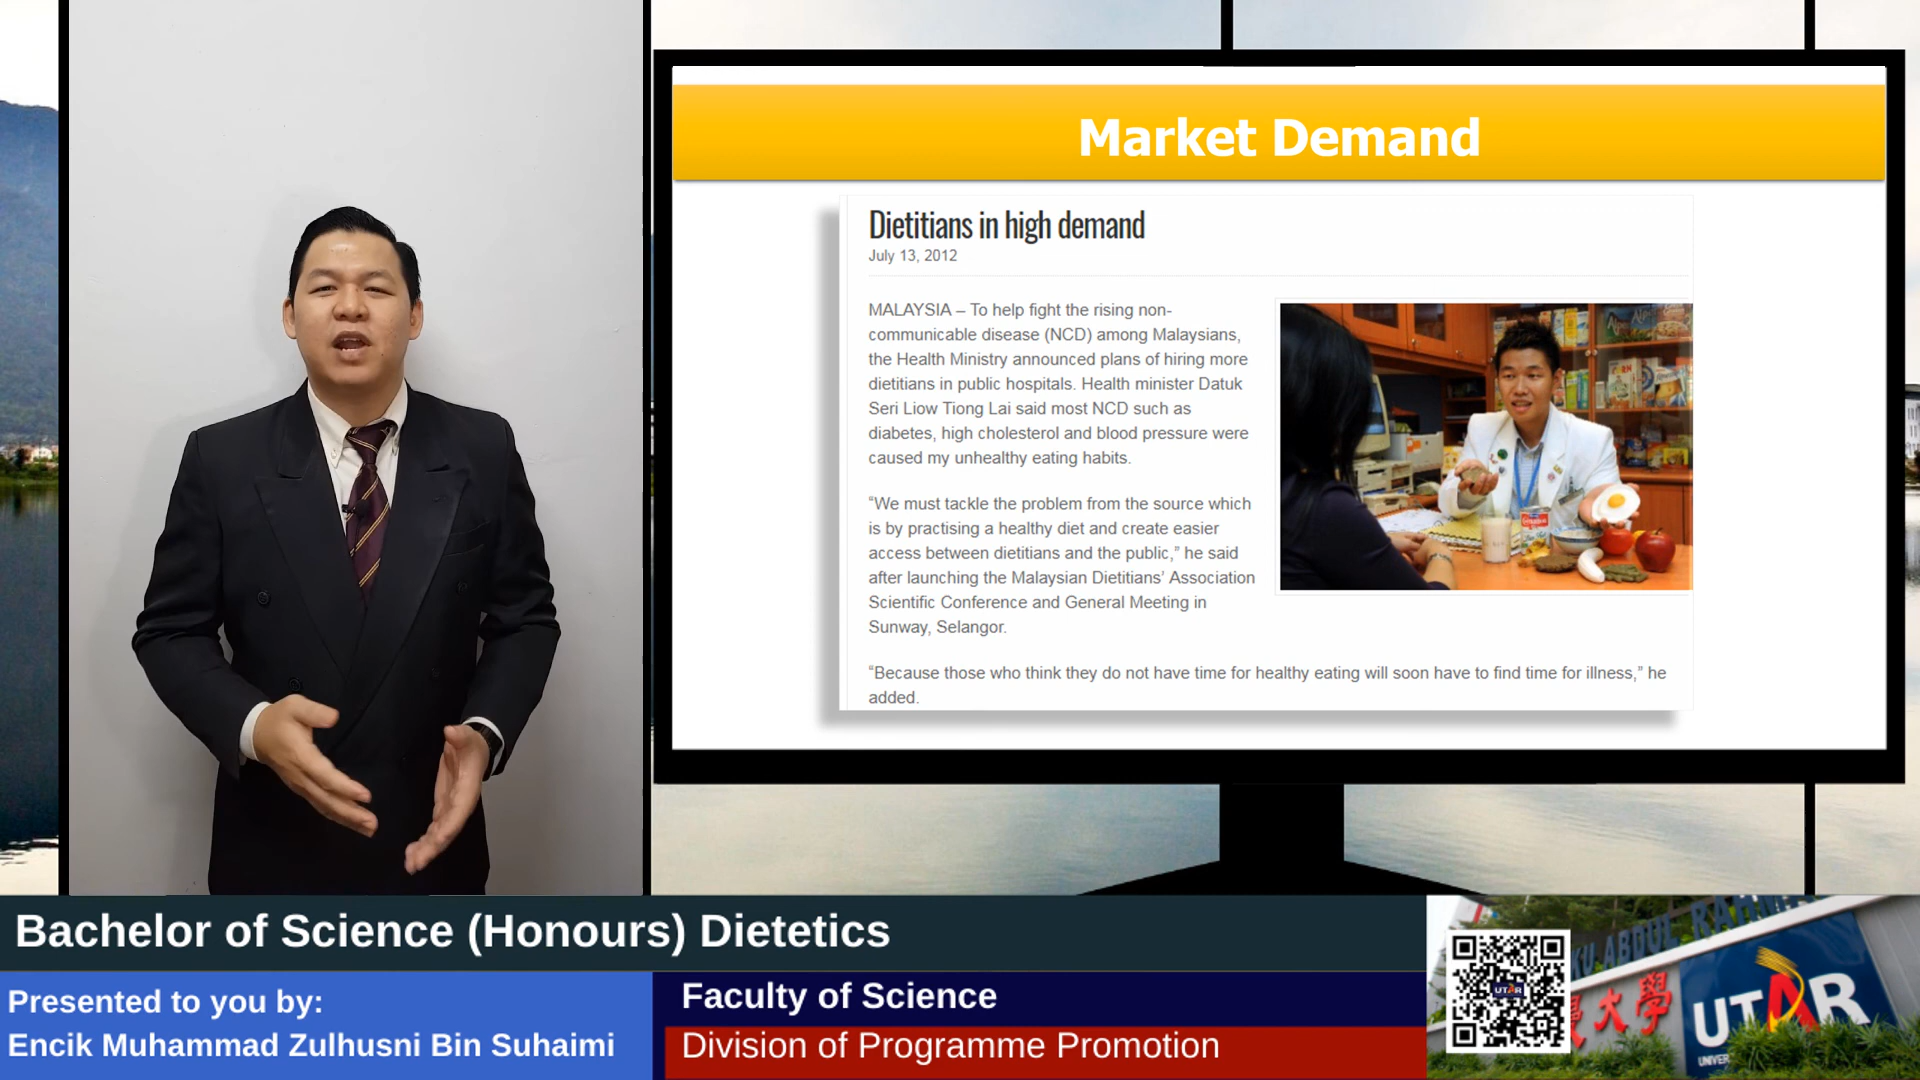 Market Demand
Dietitians in high demand
July 13, 2012
MALAYSIA – To help fight the rising non-
communicable disease (NCD) among Malaysians,
the Health Ministry announced plans of hiring more
dietitians in public hospitals. Health minister Datuk
Seri Liow Tiong Lai said most NCD such as
diabetes, high cholesterol and blood pressure were
caused my unhealthy eating habits.
“We must tackle the problem from the source which
is by practising a healthy diet and create easier
access between dietitians and the public,” he said
after launching the Malaysian Dietitians’ Association
Scientific Conference and General Meeting in
Sunway, Selangor.
“Because those who think they do not have time for healthy eating will soon have to find time for illness,” he
added.
Bachelor of Science (Honours) Dietetics
Presented to you by:
Encik Muhammad Zulhusni Bin Suhaimi
Faculty of Science
Division of Programme Promotion
UTAR
KU ABDUL RAHM
大學
UTAR
UNIVER